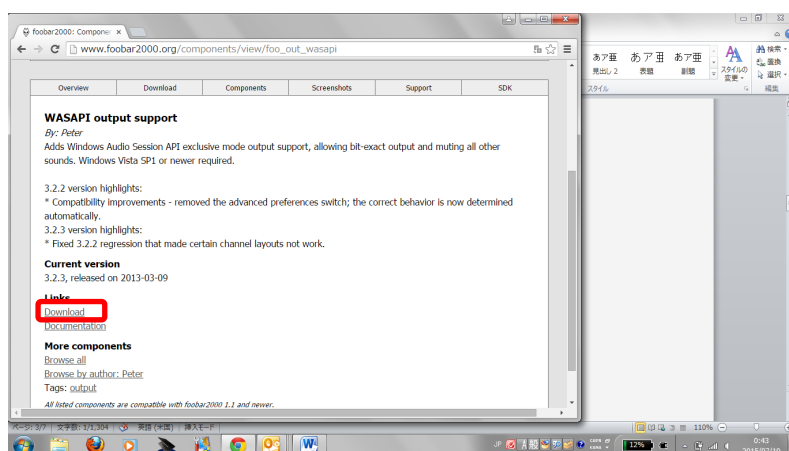 foobar2000: Componen
www.foobar2000.org/components/view/foo_out_wasapi
Overview
Download
Components
Screenshots
Support
SDK
WASAPI output support
By: Peter
Adds Windows Audio Session API exclusive mode output support, allowing bit-exact output and muting all other
sounds. Windows Vista SP1 or newer required.
3.2.2 version highlights:
* Compatibility improvements - removed the advanced preferences switch; the correct behavior is now determined
automatically.
3.2.3 version highlights:
* Fixed 3.2.2 regression that made certain channel layouts not work.
Current version
3.2.3, released on 2013-03-09
Links
Download
Documentation
More components
Browse all
Browse by author: Peter
Tags: output
All listed components are compatible with foobar2000 1.1 and newer.
あア亜
あア亜
あア亜
見出し 2
表題
副題
スタイルの
変更
検索
置換
選択
スタイル
編集
ページ: 3/7
文字数: 1/1,304
英語 (米国)
挿入モード
110%
JP
A 般
CAPS
KANA
12%
0:43
2015/07/10